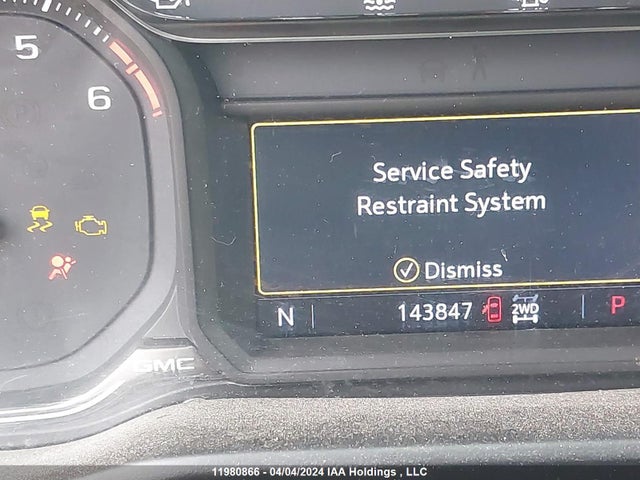 5
6
Service Safety
Restraint System
Dismiss
N
143847
2WD
P
GMC
11980866 - 04/04/2024 IAA Holdings , LLC